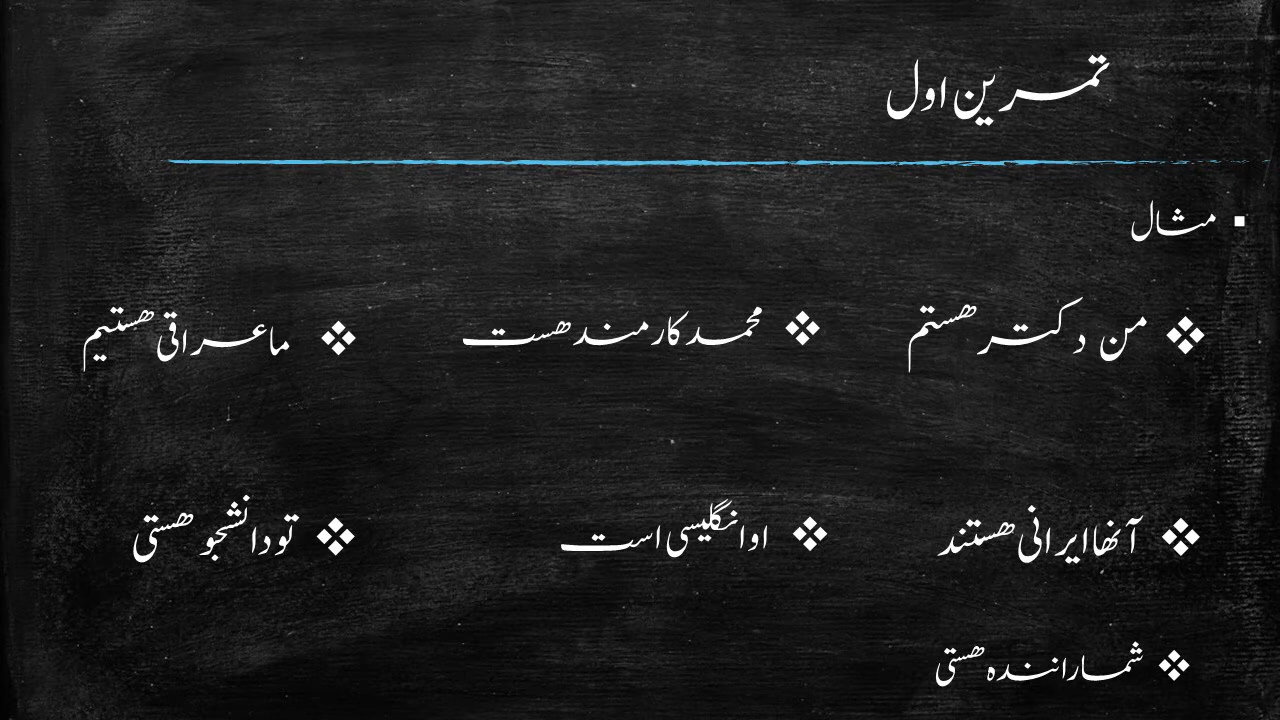 تمرین اول
▪ مثال
❖ من دکتر هستم ❖ محمد کارمند هست ❖ ما عراقی هستیم
❖ آنها ایرانی هستند ❖ او انگلیسی است ❖ تو دانشجو هستی
❖ شما راننده هستی